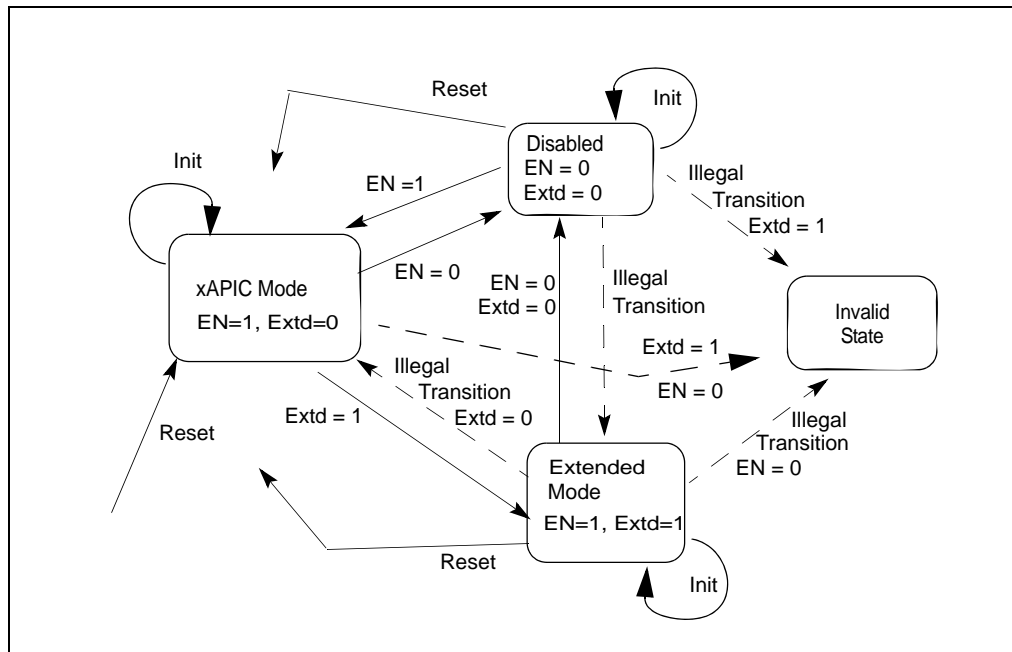 Reset
Init
Disabled
EN = 0
Extd = 0
Init
EN =1
Illegal
Transition
Extd = 1
xAPIC Mode
EN=1, Extd=0
EN = 0
EN = 0
Extd = 0
Illegal
Transition
Invalid
State
Extd = 1
EN = 0
Illegal
Transition
Extd = 0
Extd = 1
Reset
Illegal
Transition
EN = 0
Extended
Mode
EN=1, Extd=1
Reset
Init